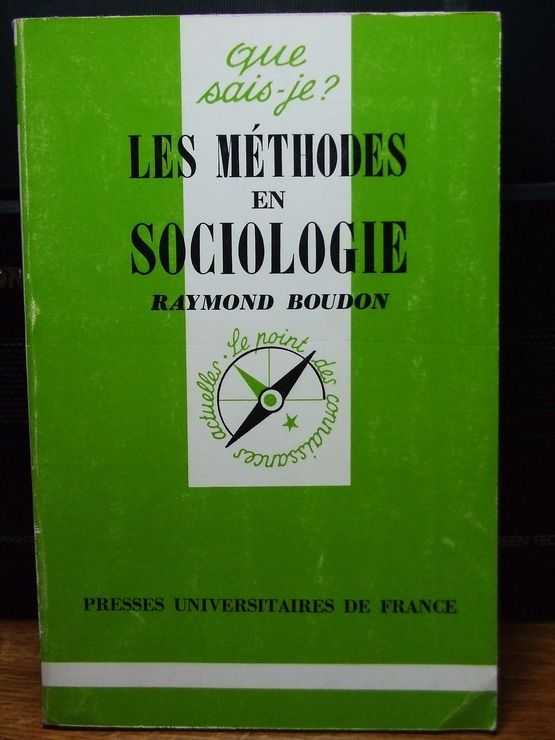 que
sais-je?
LES MÉTHODES
EN
SOCIOLOGIE
RAYMOND BOUDON
Le point des connaissances actuelles.
PRESSES UNIVERSITAIRES DE FRANCE